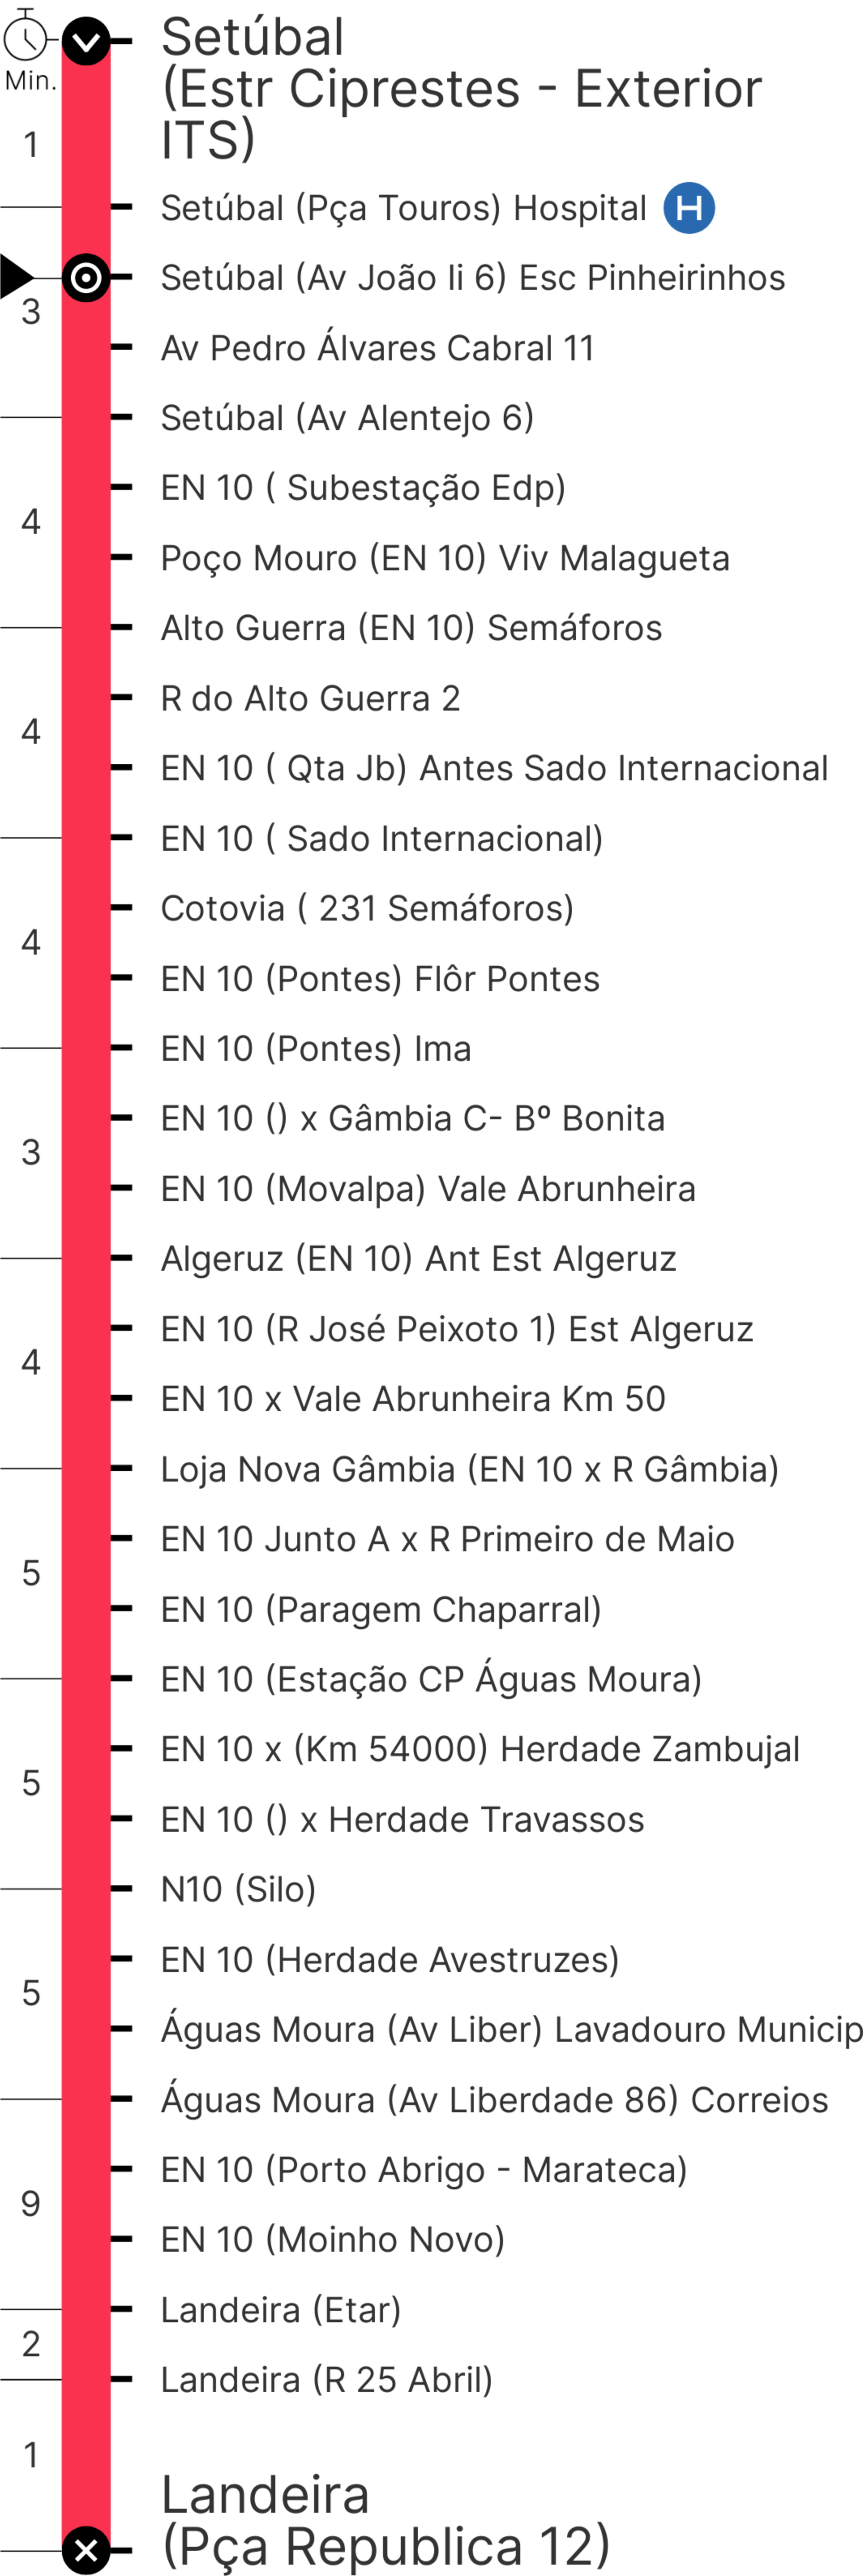 Min.
Setúbal
(Estr Ciprestes - Exterior
ITS)
1
Setúbal (Pça Touros) Hospital H
Setúbal (Av João Ii 6) Esc Pinheirinhos
3
Av Pedro Álvares Cabral 11
Setúbal (Av Alentejo 6)
EN 10 ( Subestação Edp)
4
Poço Mouro (EN 10) Viv Malagueta
Alto Guerra (EN 10) Semáforos
R do Alto Guerra 2
4
EN 10 ( Qta Jb) Antes Sado Internacional
EN 10 ( Sado Internacional)
Cotovia ( 231 Semáforos)
4
EN 10 (Pontes) Flôr Pontes
EN 10 (Pontes) Ima
EN 10 () x Gâmbia C- Bº Bonita
3
EN 10 (Movalpa) Vale Abrunheira
Algeruz (EN 10) Ant Est Algeruz
EN 10 (R José Peixoto 1) Est Algeruz
4
EN 10 x Vale Abrunheira Km 50
Loja Nova Gâmbia (EN 10 x R Gâmbia)
EN 10 Junto A x R Primeiro de Maio
5
EN 10 (Paragem Chaparral)
EN 10 (Estação CP Águas Moura)
EN 10 x (Km 54000) Herdade Zambujal
5
EN 10 () x Herdade Travassos
N10 (Silo)
EN 10 (Herdade Avestruzes)
5
Águas Moura (Av Liber) Lavadouro Municip
Águas Moura (Av Liberdade 86) Correios
EN 10 (Porto Abrigo - Marateca)
9
EN 10 (Moinho Novo)
Landeira (Etar)
2
Landeira (R 25 Abril)
1
Landeira
(Pça Republica 12)